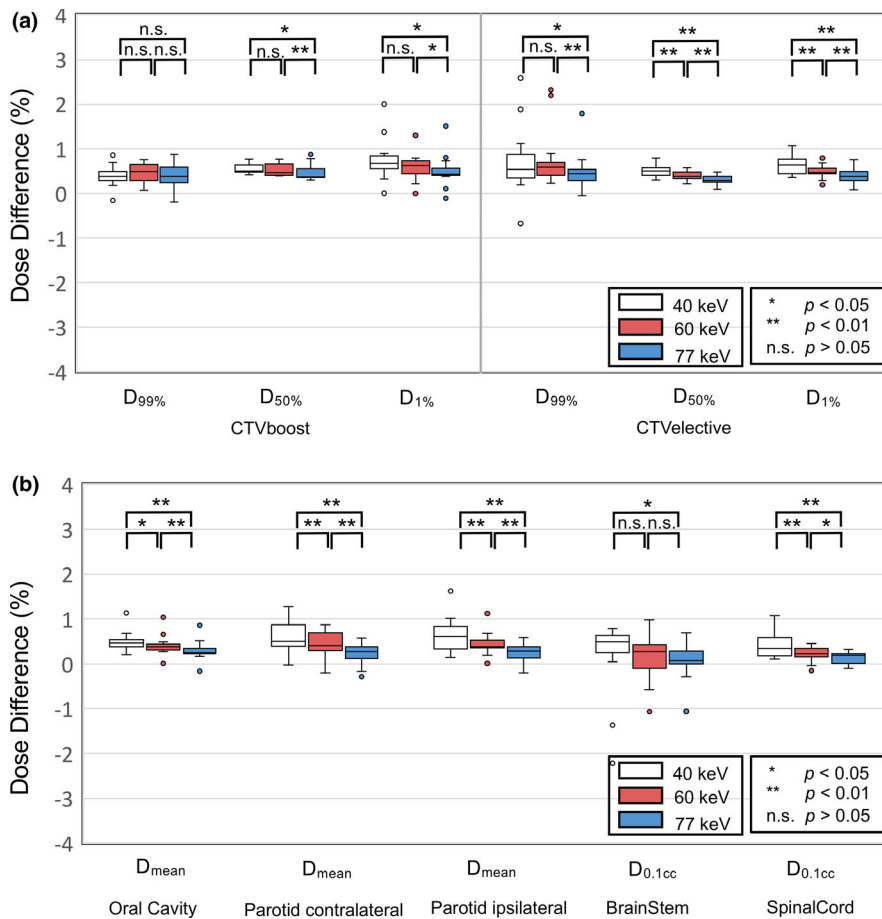 (a)
Dose Difference (%)
4
3
2
1
0
-1
-2
-3
-4
n.s.
n.s. n.s.
*
n.s. **
*
n.s. *
*
n.s. **
**
** **
**
** **
40 keV
60 keV
77 keV
* p < 0.05
** p < 0.01
n.s. p > 0.05
D99% D50% D1% D99% D50% D1%
CTVboost CTVelective
(b)
Dose Difference (%)
4
3
2
1
0
-1
-2
-3
-4
**
* **
**
** **
**
** **
*
n.s. n.s.
**
** *
40 keV
60 keV
77 keV
* p < 0.05
** p < 0.01
n.s. p > 0.05
Dmean Dmean Dmean D0.1cc D0.1cc
Oral Cavity Parotid contralateral Parotid ipsilateral BrainStem SpinalCord